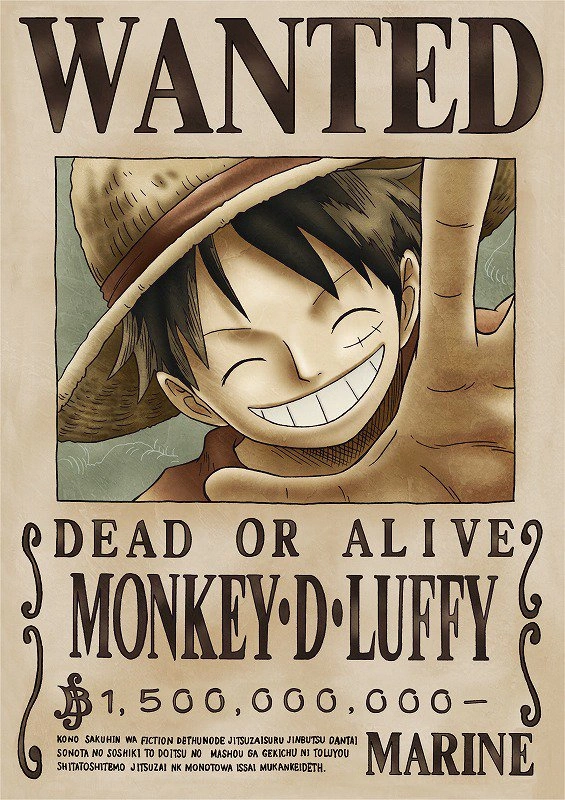 WANTED
DEAD OR ALIVE
MONKEY•D•LUFFY
฿1,500,000,000-
KONO SAKUHIN WA FICTION DETHUNODE JITSUZAISURU JINBUTSU DANTAI
SONOTA NO SOSHIKI TO DOITSU NO MASHOU GA GEKICHU NI TOLUYOU
SHITATOSHITEMO JITSUZAI NK MONOTOWA ISSAI MUKANKEIDETH.
MARINE